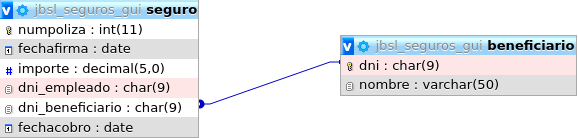 v jbsl_seguros_gui seguro
numpoliza : int(11)
fechafirma : date
# importe : decimal(5,0)
dni_empleado : char(9)
dni_beneficiario : char(9)
fechacobro : date
v jbsl_seguros_gui beneficiario
dni : char(9)
nombre : varchar(50)